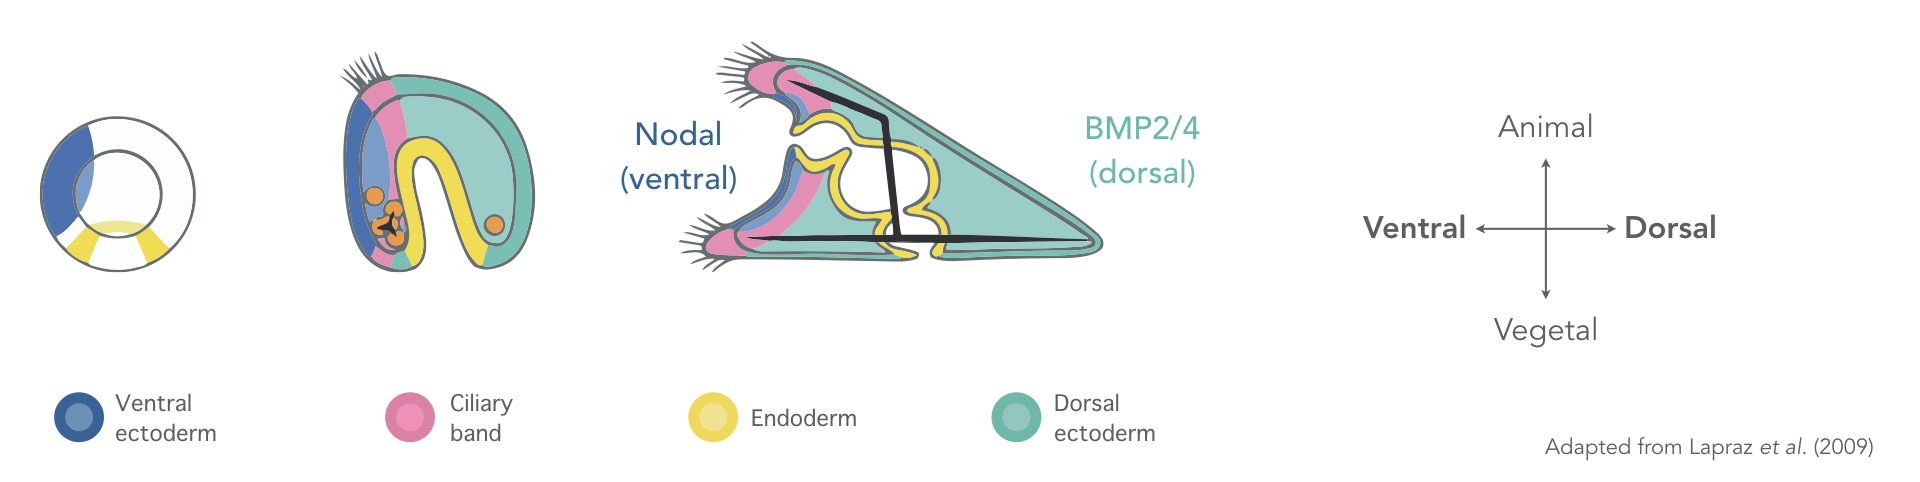 Nodal
(ventral)
BMP2/4
(dorsal)
Animal
Ventral
Dorsal
Vegetal
Ventral
ectoderm
Ciliary
band
Endoderm
Dorsal
ectoderm
Adapted from Lapraz et al. (2009)